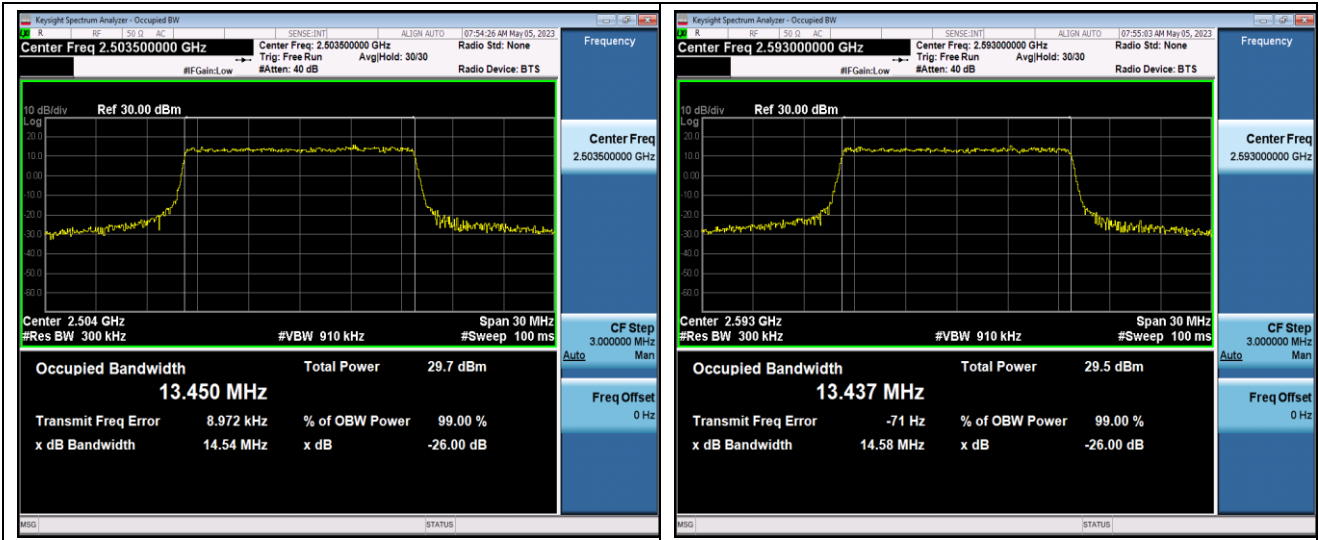 Keysight Spectrum Analyzer - Occupied BW
R RF 50 Ω AC SENSE:INT ALIGN AUTO 07:54:26 AM May 05, 2023
Center Freq 2.503500000 GHz
Center Freq: 2.503500000 GHz Radio Std: None
Trig: Free Run Avg|Hold: 30/30
#IFGain:Low #Atten: 40 dB Radio Device: BTS
10 dB/div Ref 30.00 dBm
Log
20.0
10.0
0.00
-10.0
-20.0
-30.0
-40.0
-50.0
-60.0
Center 2.504 GHz Span 30 MHz
#Res BW 300 kHz #VBW 910 kHz #Sweep 100 ms
Occupied Bandwidth Total Power 29.7 dBm
13.450 MHz
Transmit Freq Error 8.972 kHz % of OBW Power 99.00 %
x dB Bandwidth 14.54 MHz x dB -26.00 dB
MSG STATUS
Frequency
Center Freq
2.503500000 GHz
CF Step
3.000000 MHz
Auto Man
Freq Offset
0 Hz
Keysight Spectrum Analyzer - Occupied BW
R RF 50 Ω AC SENSE:INT ALIGN AUTO 07:55:03 AM May 05, 2023
Center Freq 2.593000000 GHz
Center Freq: 2.593000000 GHz Radio Std: None
Trig: Free Run Avg|Hold: 30/30
#IFGain:Low #Atten: 40 dB Radio Device: BTS
10 dB/div Ref 30.00 dBm
Log
20.0
10.0
0.00
-10.0
-20.0
-30.0
-40.0
-50.0
-60.0
Center 2.593 GHz Span 30 MHz
#Res BW 300 kHz #VBW 910 kHz #Sweep 100 ms
Occupied Bandwidth Total Power 29.5 dBm
13.437 MHz
Transmit Freq Error -71 Hz % of OBW Power 99.00 %
x dB Bandwidth 14.58 MHz x dB -26.00 dB
MSG STATUS
Frequency
Center Freq
2.593000000 GHz
CF Step
3.000000 MHz
Auto Man
Freq Offset
0 Hz